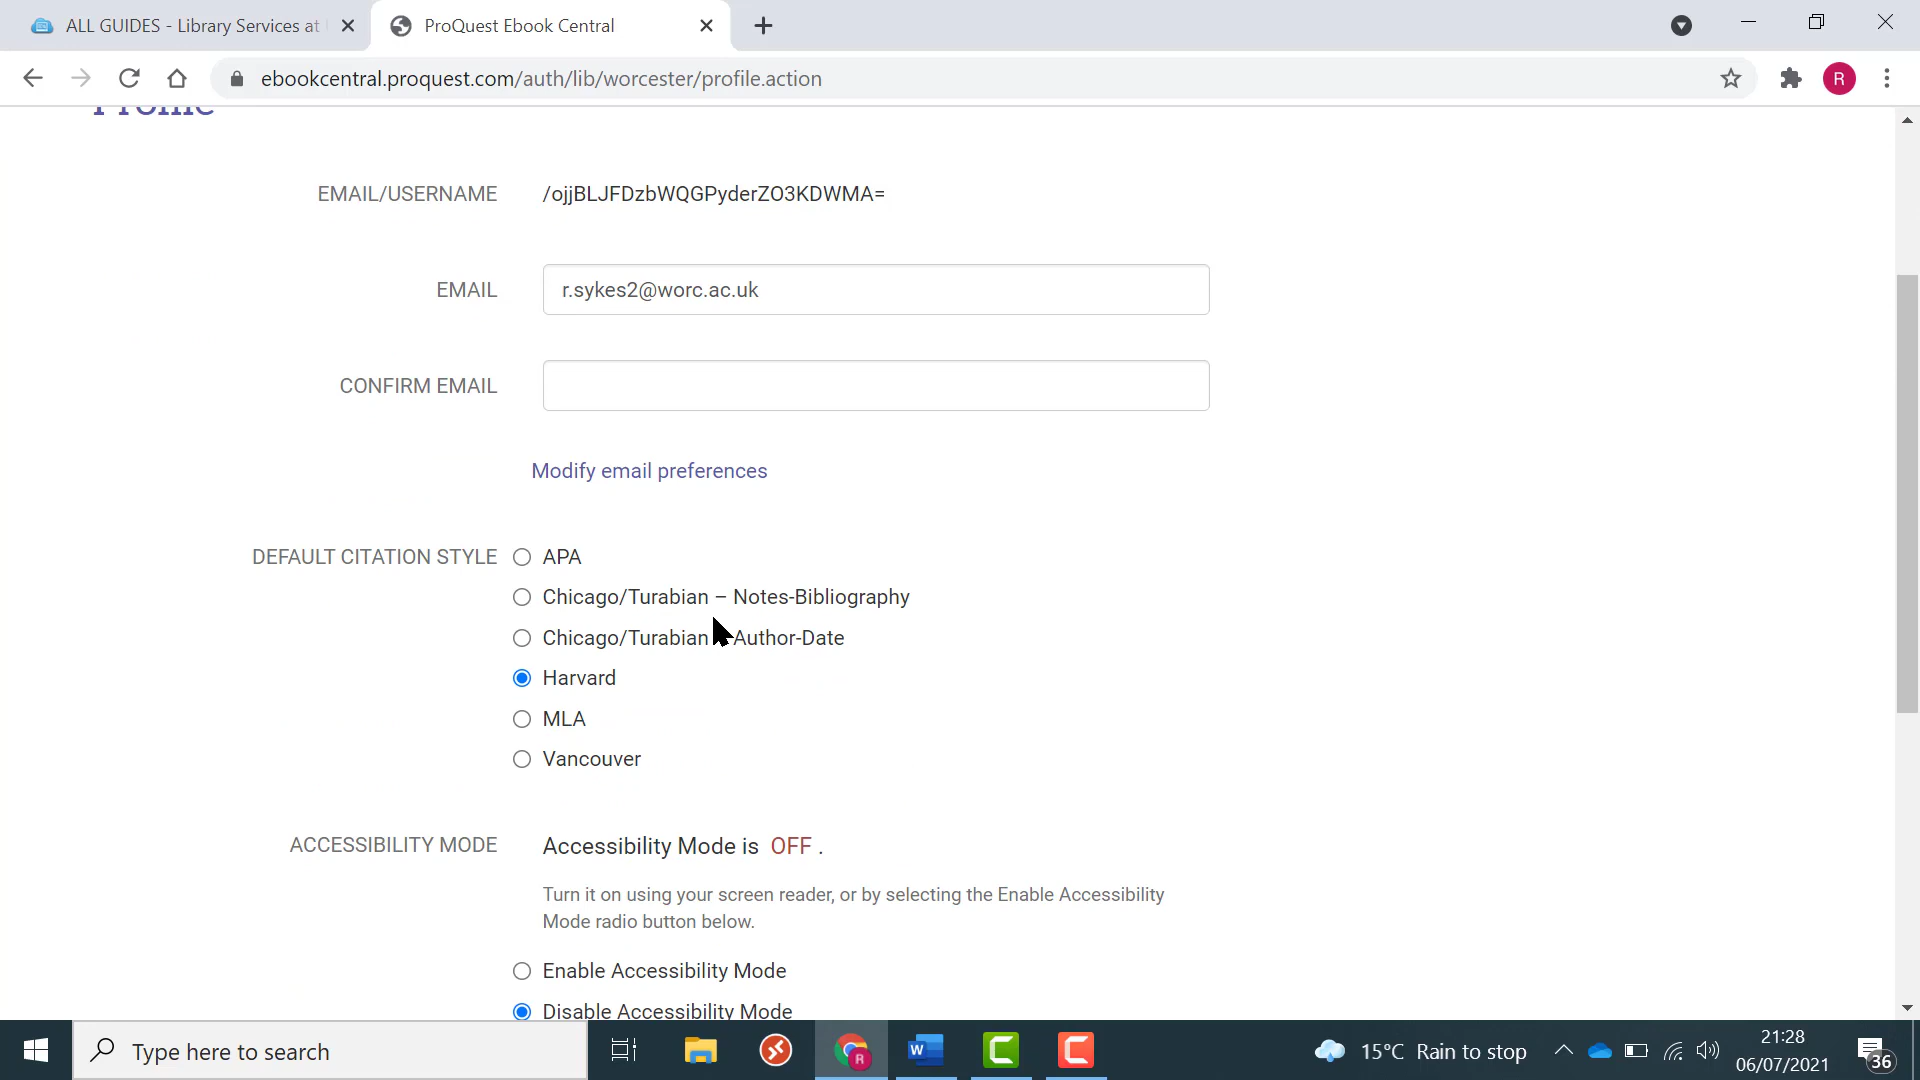 ALL GUIDES - Library Services at
ProQuest Ebook Central
ebookcentral.proquest.com/auth/lib/worcester/profile.action
R
Profile
EMAIL/USERNAME /ojjBLJFDzbWQGPyderZO3KDWMA=
EMAIL r.sykes2@worc.ac.uk
CONFIRM EMAIL
Modify email preferences
DEFAULT CITATION STYLE APA
Chicago/Turabian – Notes-Bibliography
Chicago/Turabian Author-Date
Harvard
MLA
Vancouver
ACCESSIBILITY MODE Accessibility Mode is OFF .
Turn it on using your screen reader, or by selecting the Enable Accessibility
Mode radio button below.
Enable Accessibility Mode
Disable Accessibility Mode
Type here to search
R
W
15°C Rain to stop
21:28
06/07/2021
36